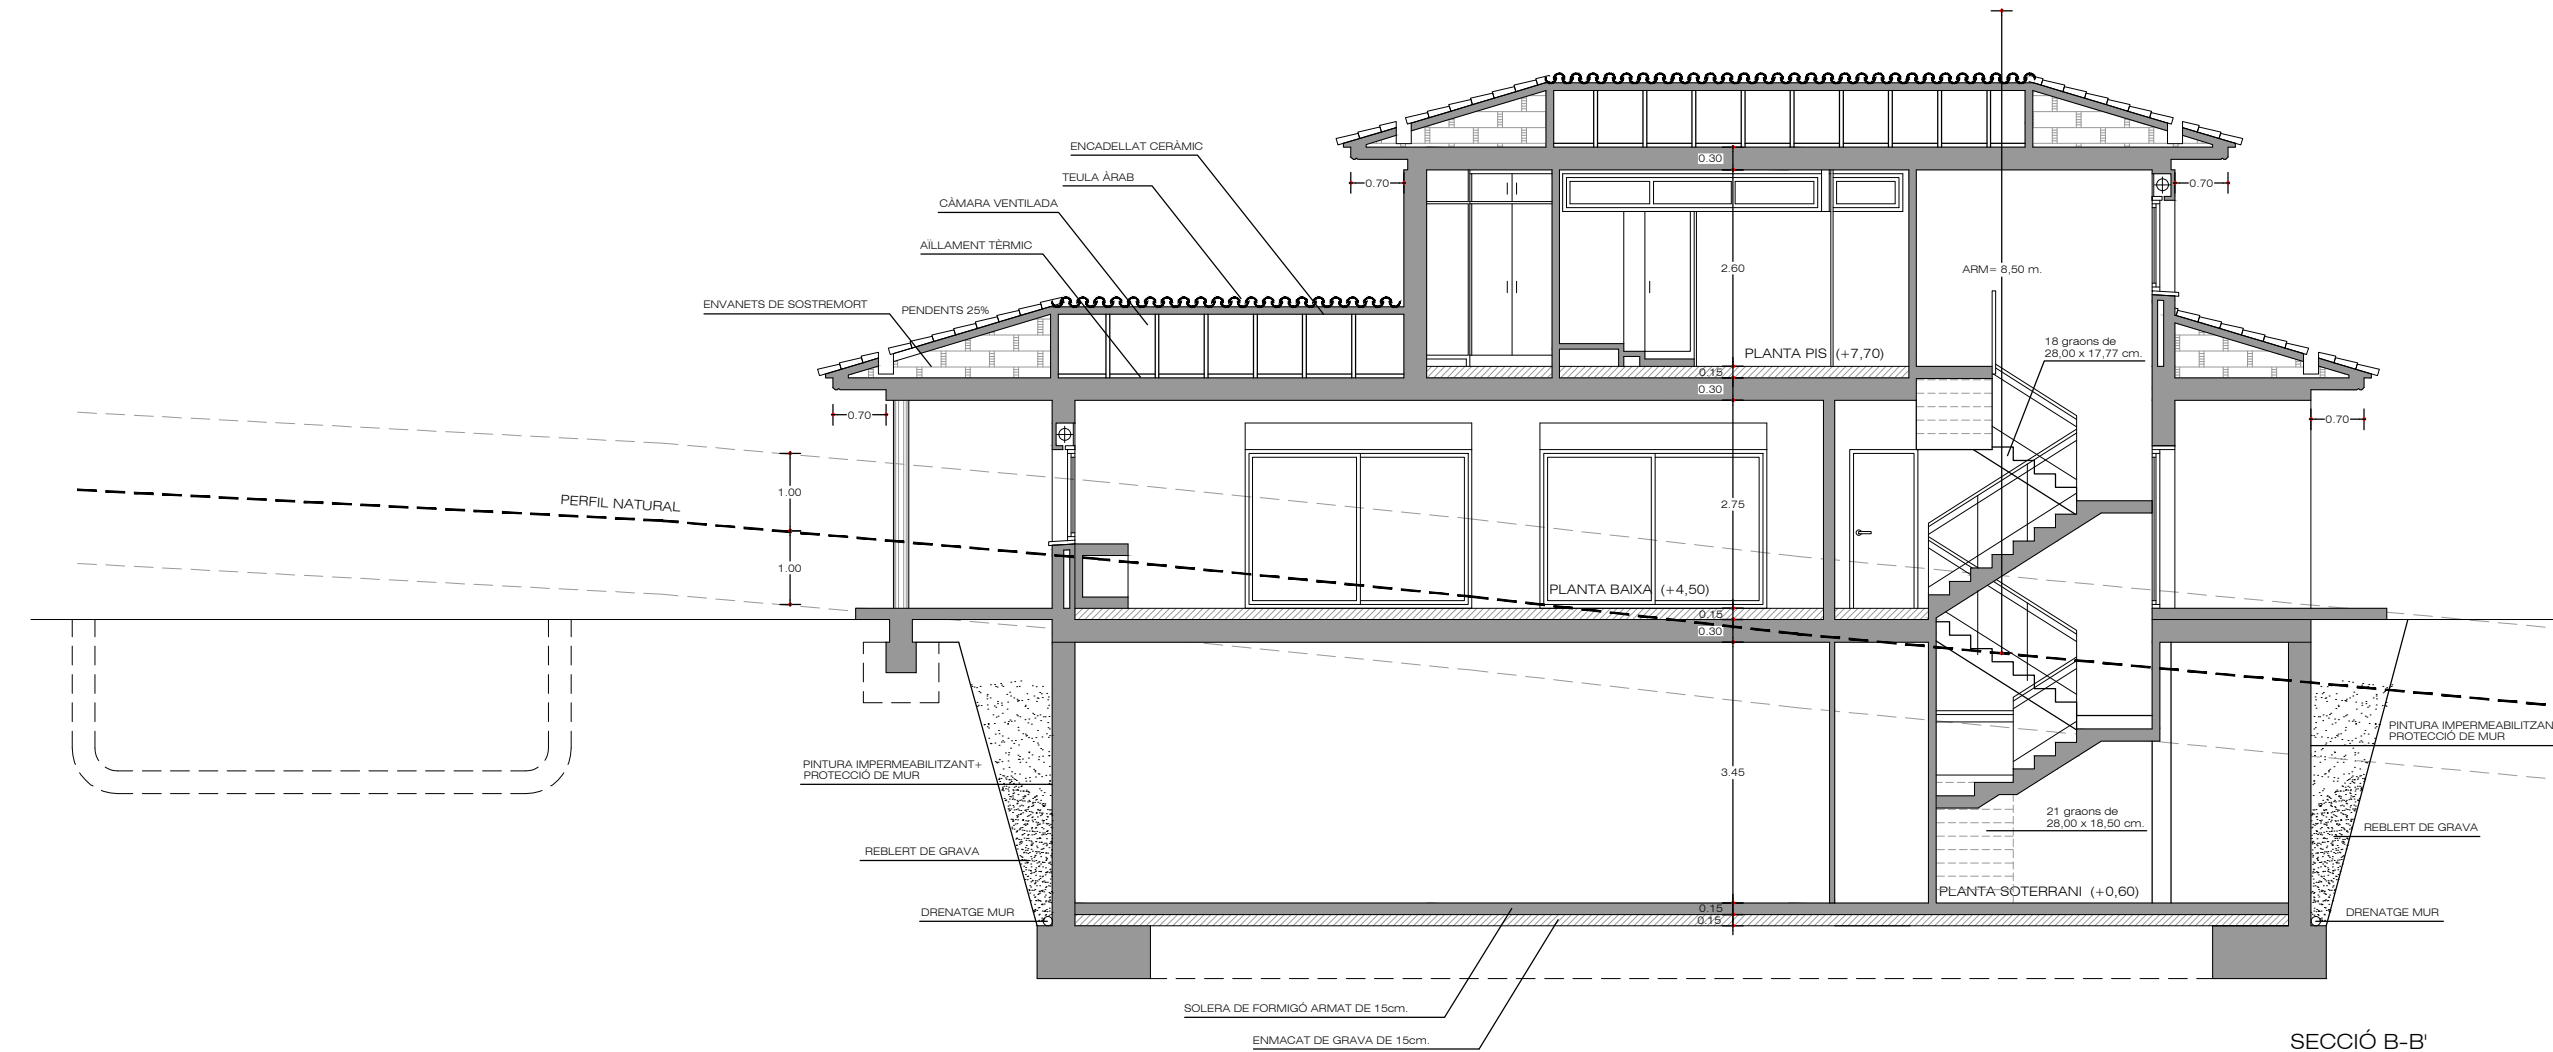 0.30
ENCADELLAT CERÀMIC
TEULA ÀRAB
0.70
0.70
CÀMARA VENTILADA
AÏLLAMENT TÈRMIC
2.60
ARM= 8,50 m.
ENVANETS DE SOSTREMORT
PENDENTS 25%
18 graons de
28,00 x 17,77 cm.
PLANTA PIS (+7,70)
0.15
0.30
0.70
0.70
1.00
PERFIL NATURAL
2.75
1.00
PLANTA BAIXA (+4,50)
0.15
0.30
PINTURA IMPERMEABILITZAN
PROTECCIÓ DE MUR
PINTURA IMPERMEABILITZANT+
PROTECCIÓ DE MUR
3.45
21 graons de
28,00 x 18,50 cm.
REBLERT DE GRAVA
REBLERT DE GRAVA
PLANTA SOTERRANI (+0,60)
0.15
0.15
DRENATGE MUR
DRENATGE MUR
SOLERA DE FORMIGÓ ARMAT DE 15cm.
ENMACAT DE GRAVA DE 15cm.
SECCIÓ B-B'